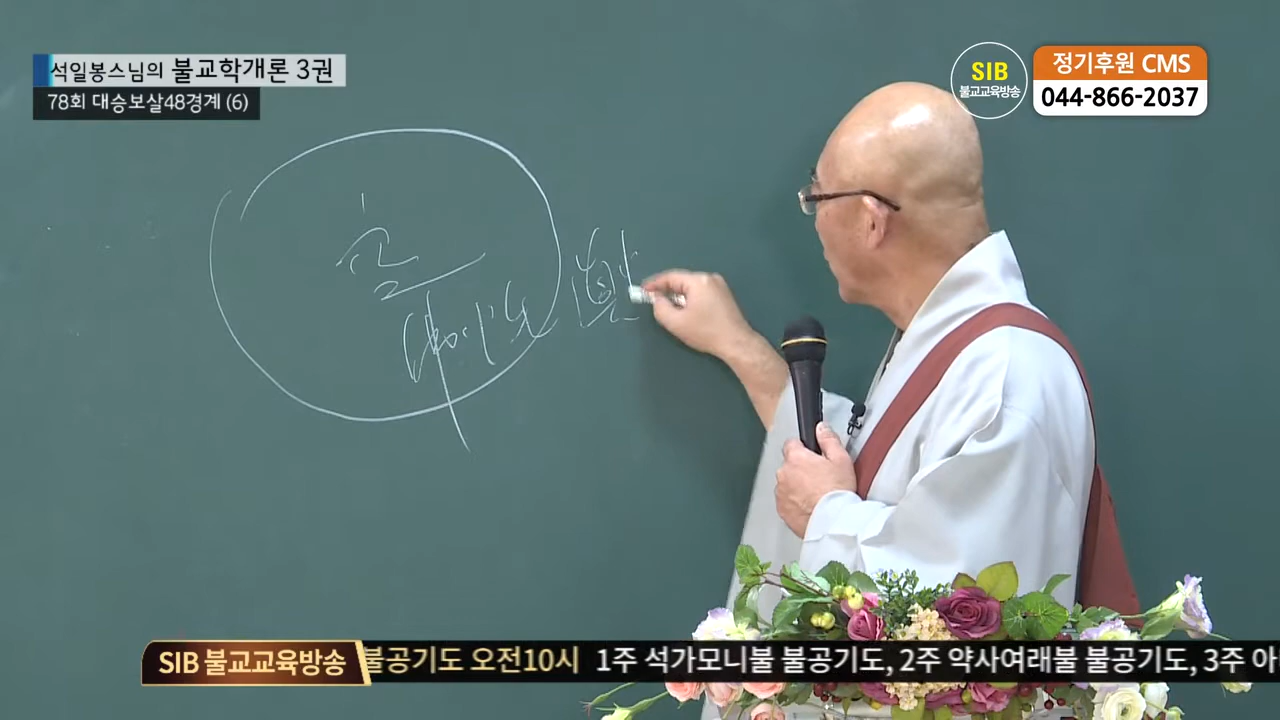 석일봉스님의 불교학개론 3권
78회 대승보살48경계 (6)
SIB
불교교육방송
정기후원 CMS
044-866-2037
SIB 불교교육방송
불공기도 오전10시 1주 석가모니불 불공기도, 2주 약사여래불 불공기도, 3주 아